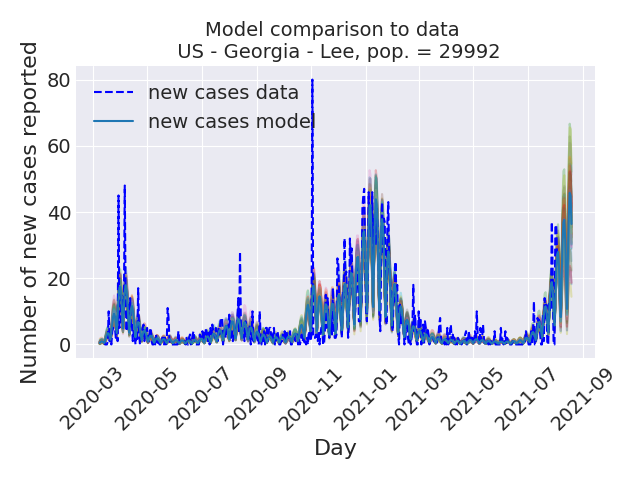 Model comparison to data
US - Georgia - Lee, pop. = 29992
Number of new cases reported
80
60
40
20
0
new cases data
new cases model
2020-03
2020-05
2020-07
2020-09
2020-11
2021-01
2021-03
2021-05
2021-07
2021-09
Day